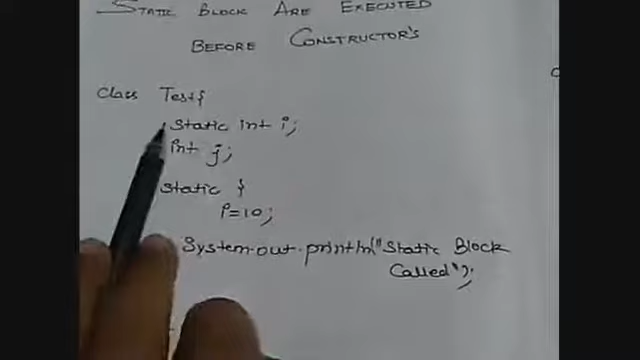 STATIC BLOCK ARE EXECUTED
BEFORE CONSTRUCTOR'S
Class Test{
static int i;
int j;
static {
i=10;
System.out.println("Static Block
Called");